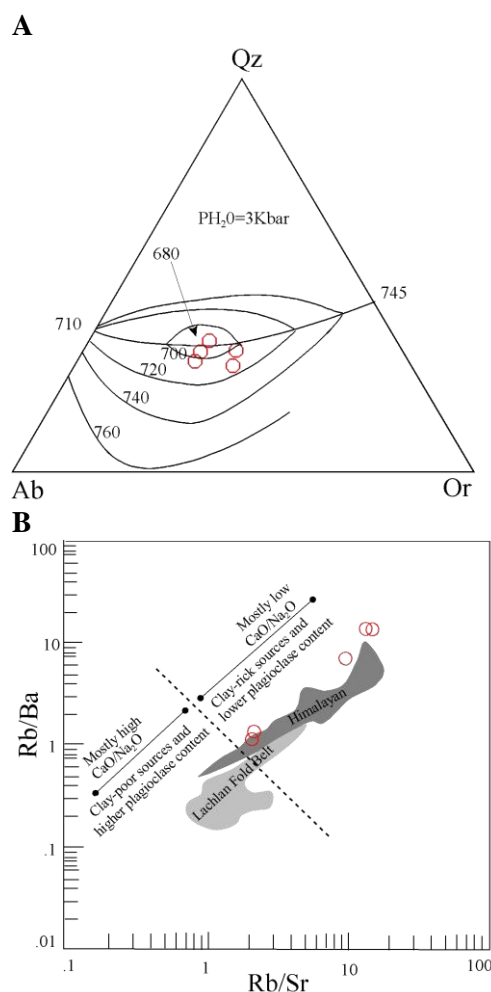 A
Qz
PH₂0=3Kbar
680
745
710
700
720
740
760
Ab
Or
B
100
10
1
.1
.01
Rb/Ba
Mostly low
CaO/Na₂O
Clay-rick sources and
lower plagioclase content
Mostly high
CaO/Na₂O
Clay-poor sources and
higher plagioclase content
Himalayan
Lachlan Fold Belt
.1
1
10
100
Rb/Sr